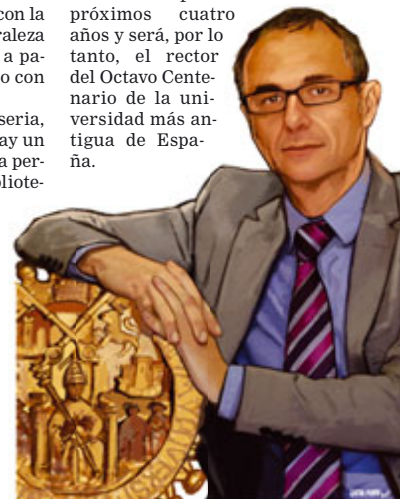 con la
raleza
a pa-
o con
seria,
ay un
a per-
bliote-
próximos cuatro
años y será, por lo
tanto, el rector
del Octavo Cente-
nario de la uni-
versidad más an-
tigua de Espa-
ña.